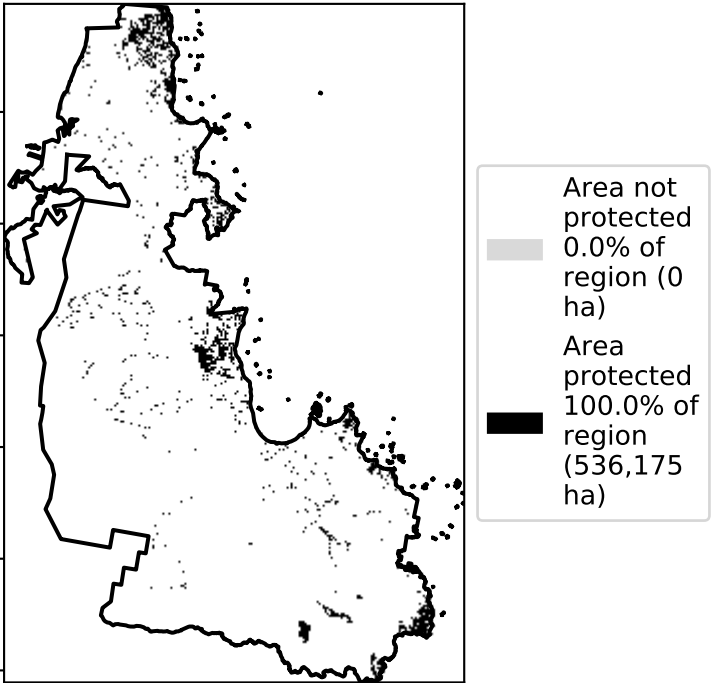 Area not
protected
0.0% of
region (0
ha)
Area
protected
100.0% of
region
(536,175
ha)